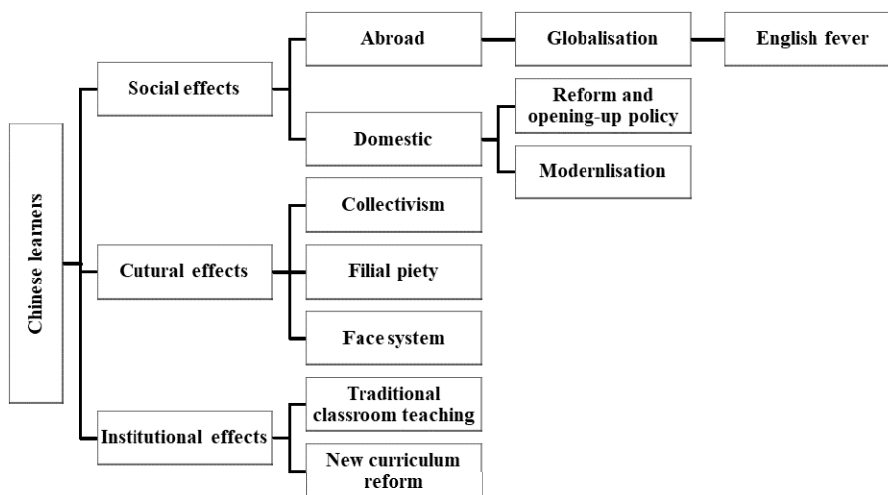 Chinese learners
Social effects
Abroad
Globalisation
English fever
Domestic
Reform and
opening-up policy
Modernlisation
Cutural effects
Collectivism
Filial piety
Face system
Institutional effects
Traditional
classroom teaching
New curriculum
reform